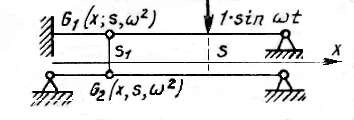 G₁(x;s,ω²)
1·sin ωt
s₁
s
x
G₂(x,s,ω²)